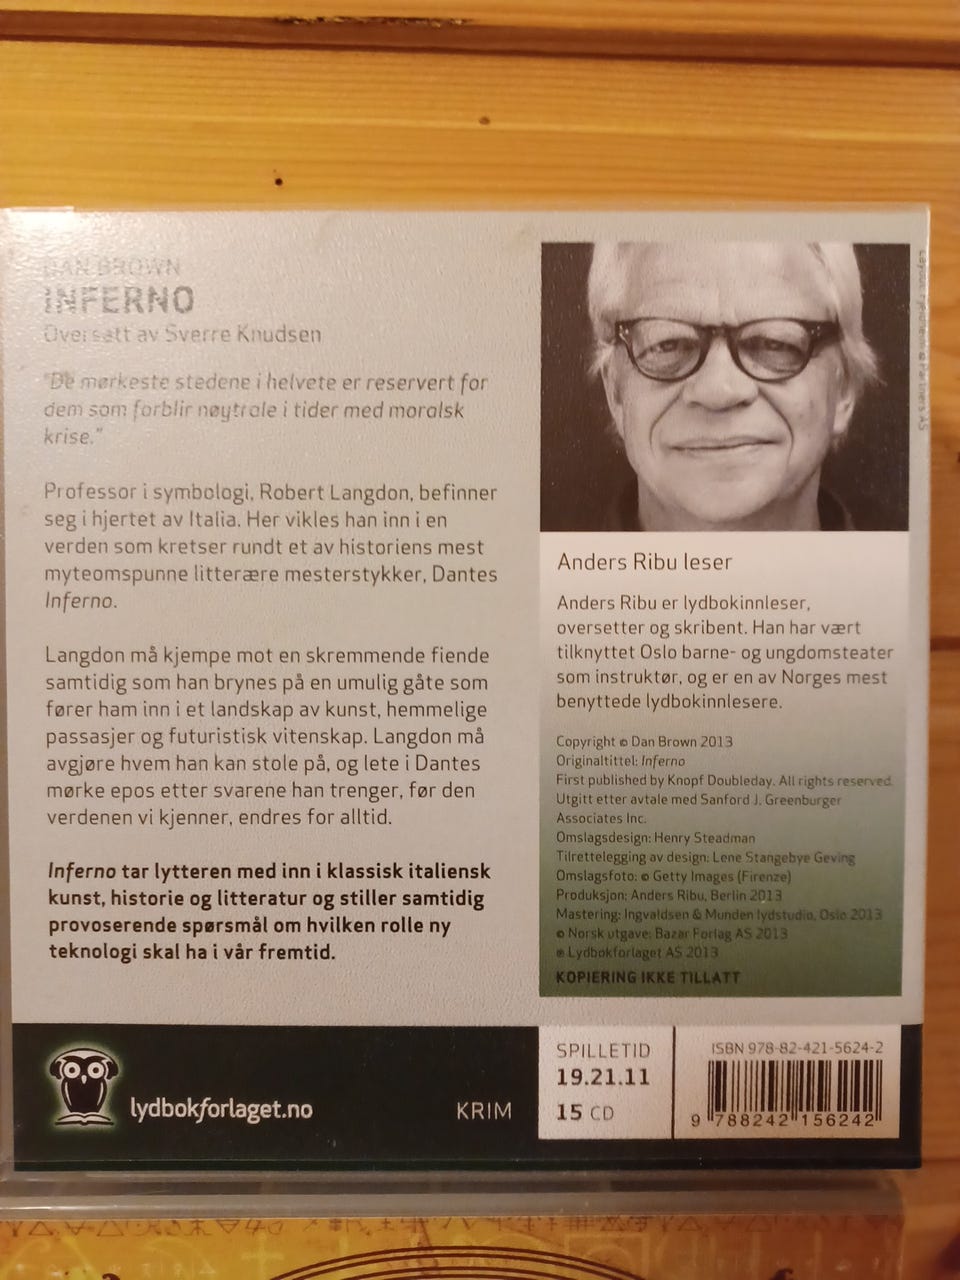 DAN BROWN
INFERNO
Oversatt av Sverre Knudsen
"De mørkeste stedene i helvete er reservert for
dem som forblir nøytrale i tider med moralsk
krise."
Professor i symbologi, Robert Langdon, befinner
seg i hjertet av Italia. Her vikles han inn i en
verden som kretser rundt et av historiens mest
myteomspunne litterære mesterstykker, Dantes
Inferno.
Langdon må kjempe mot en skremmende fiende
samtidig som han brynes på en umulig gåte som
fører ham inn i et landskap av kunst, hemmelige
passasjer og futuristisk vitenskap. Langdon må
avgjøre hvem han kan stole på, og lete i Dantes
mørke epos etter svarene han trenger, før den
verdenen vi kjenner, endres for alltid.
Inferno tar lytteren med inn i klassisk italiensk
kunst, historie og litteratur og stiller samtidig
provoserende spørsmål om hvilken rolle ny
teknologi skal ha i vår fremtid.
Anders Ribu leser
Anders Ribu er lydbokinnleser,
oversetter og skribent. Han har vært
tilknyttet Oslo barne- og ungdomsteater
som instruktør, og er en av Norges mest
benyttede lydbokinnlesere.
Copyright © Dan Brown 2013
Originaltittel: Inferno
First published by Knopf Doubleday. All rights reserved.
Utgitt etter avtale med Sanford J. Greenburger
Associates Inc.
Omslagsdesign: Henry Steadman
Tilrettelegging av design: Lene Stangebye Geving
Omslagsfoto: © Getty Images (Firenze)
Produksjon: Anders Ribu, Berlin 2013
Mastering: Ingvaldsen & Munden lydstudio, Oslo 2013
© Norsk utgave: Bazar Forlag AS 2013
℗ Lydbokforlaget AS 2013
KOPIERING IKKE TILLATT
Partners AS
lydbokforlaget.no
KRIM
SPILLETID
19.21.11
15 CD
ISBN 978-82-421-5624-2
9 788242 156242